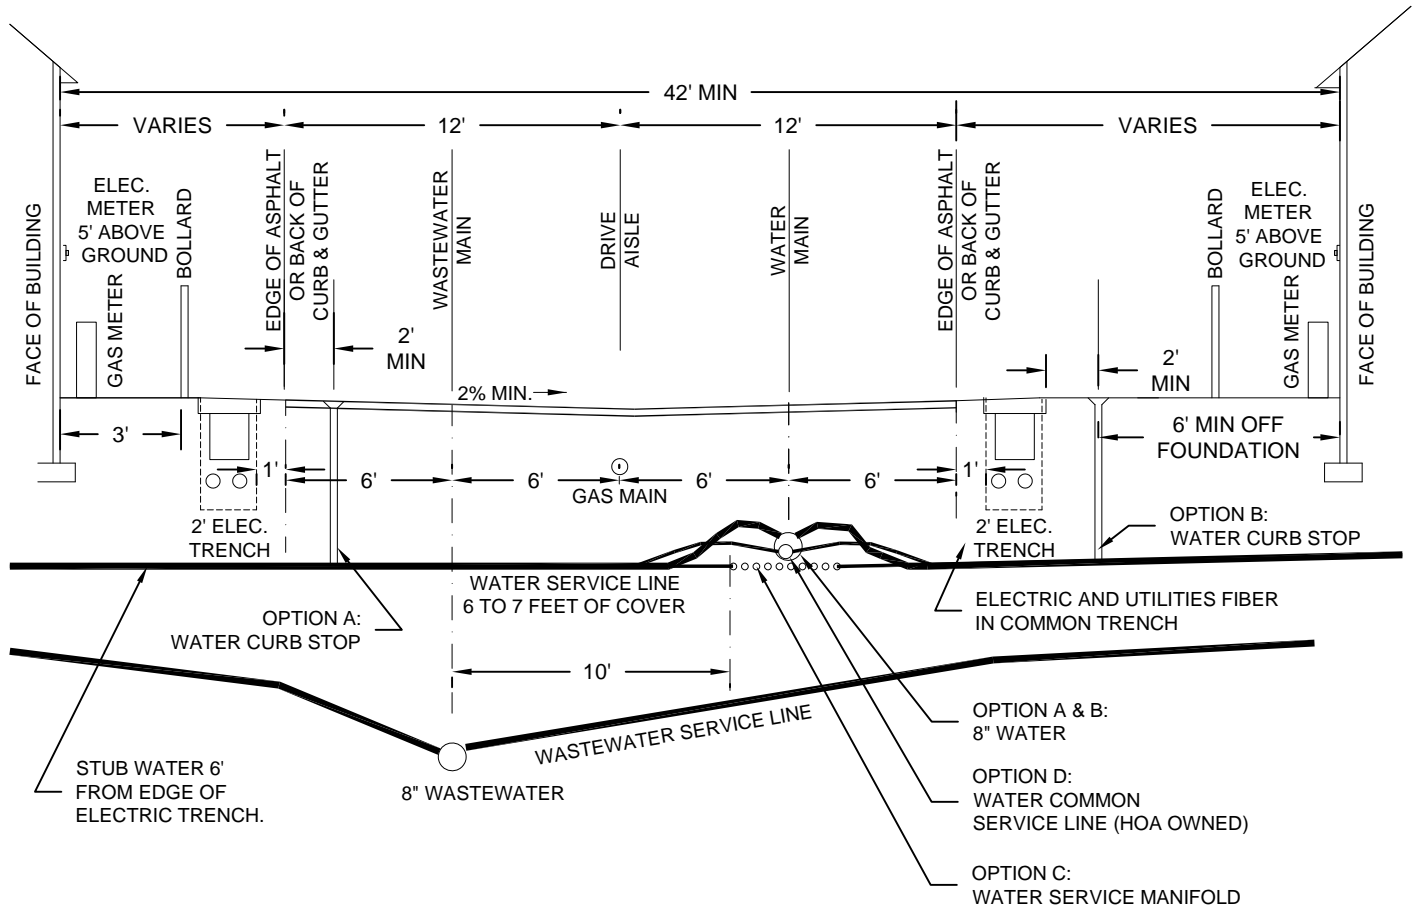 42' MIN
VARIES
12'
12'
VARIES
FACE OF BUILDING
ELEC.
METER
5' ABOVE
GROUND
GAS METER
BOLLARD
EDGE OF ASPHALT
OR BACK OF
CURB & GUTTER
WASTEWATER
MAIN
DRIVE
AISLE
WATER
MAIN
EDGE OF ASPHALT
OR BACK OF
CURB & GUTTER
BOLLARD
ELEC.
METER
5' ABOVE
GROUND
GAS METER
FACE OF BUILDING
2'
MIN
2'
MIN
2% MIN.
3'
6' MIN OFF
FOUNDATION
1'
6'
6'
GAS MAIN
6'
6'
1'
2' ELEC.
TRENCH
2' ELEC.
TRENCH
OPTION B:
WATER CURB STOP
WATER SERVICE LINE
6 TO 7 FEET OF COVER
OPTION A:
WATER CURB STOP
ELECTRIC AND UTILITIES FIBER
IN COMMON TRENCH
10'
WASTEWATER SERVICE LINE
OPTION A & B:
8" WATER
STUB WATER 6'
FROM EDGE OF
ELECTRIC TRENCH.
8" WASTEWATER
OPTION D:
WATER COMMON
SERVICE LINE (HOA OWNED)
OPTION C:
WATER SERVICE MANIFOLD